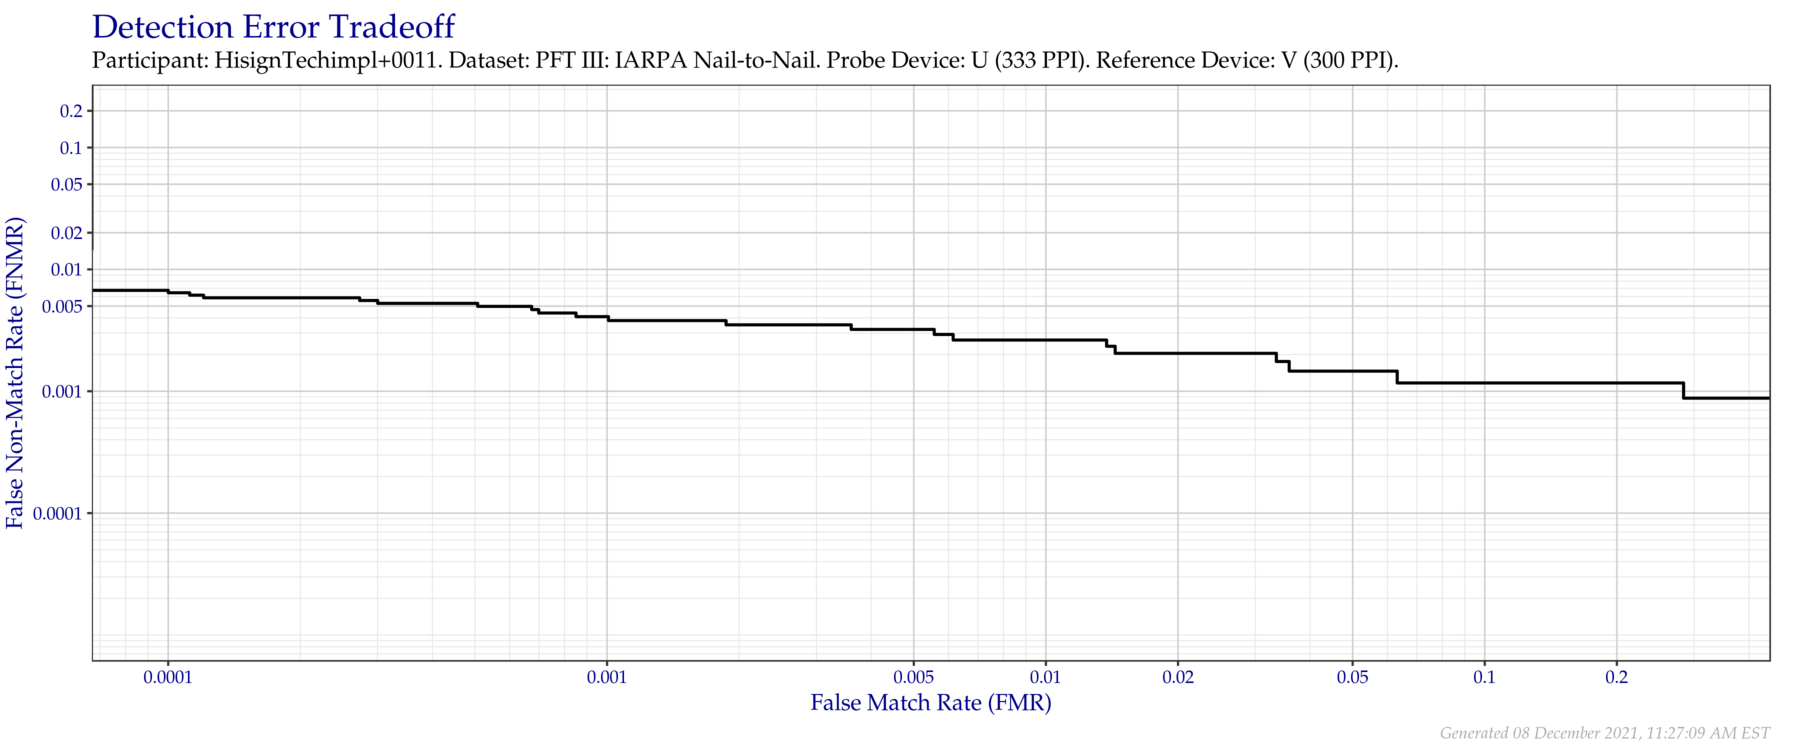 Detection Error Tradeoff
Participant: HisignTechimpl+0011. Dataset: PFT III: IARPA Nail-to-Nail. Probe Device: U (333 PPI). Reference Device: V (300 PPI).
False Non-Match Rate (FNMR)
0.2
0.1
0.05
0.02
0.01
0.005
0.001
0.0001
0.0001 0.001 0.005 0.01 0.02 0.05 0.1 0.2
False Match Rate (FMR)
Generated 08 December 2021, 11:27:09 AM EST